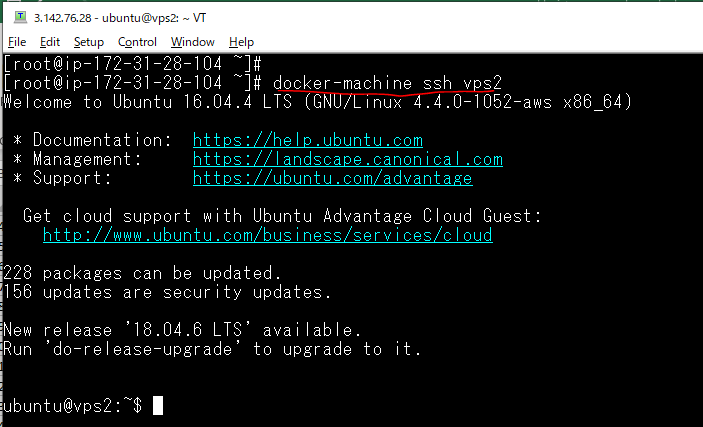 3.142.76.28 - ubuntu@vps2: ~ VT
File Edit Setup Control Window Help
[root@ip-172-31-28-104 ~]#
[root@ip-172-31-28-104 ~]# docker-machine ssh vps2
Welcome to Ubuntu 16.04.4 LTS (GNU/Linux 4.4.0-1052-aws x86_64)
* Documentation: https://help.ubuntu.com
* Management: https://landscape.canonical.com
* Support: https://ubuntu.com/advantage
Get cloud support with Ubuntu Advantage Cloud Guest:
http://www.ubuntu.com/business/services/cloud
228 packages can be updated.
156 updates are security updates.
New release '18.04.6 LTS' available.
Run 'do-release-upgrade' to upgrade to it.
ubuntu@vps2:~$